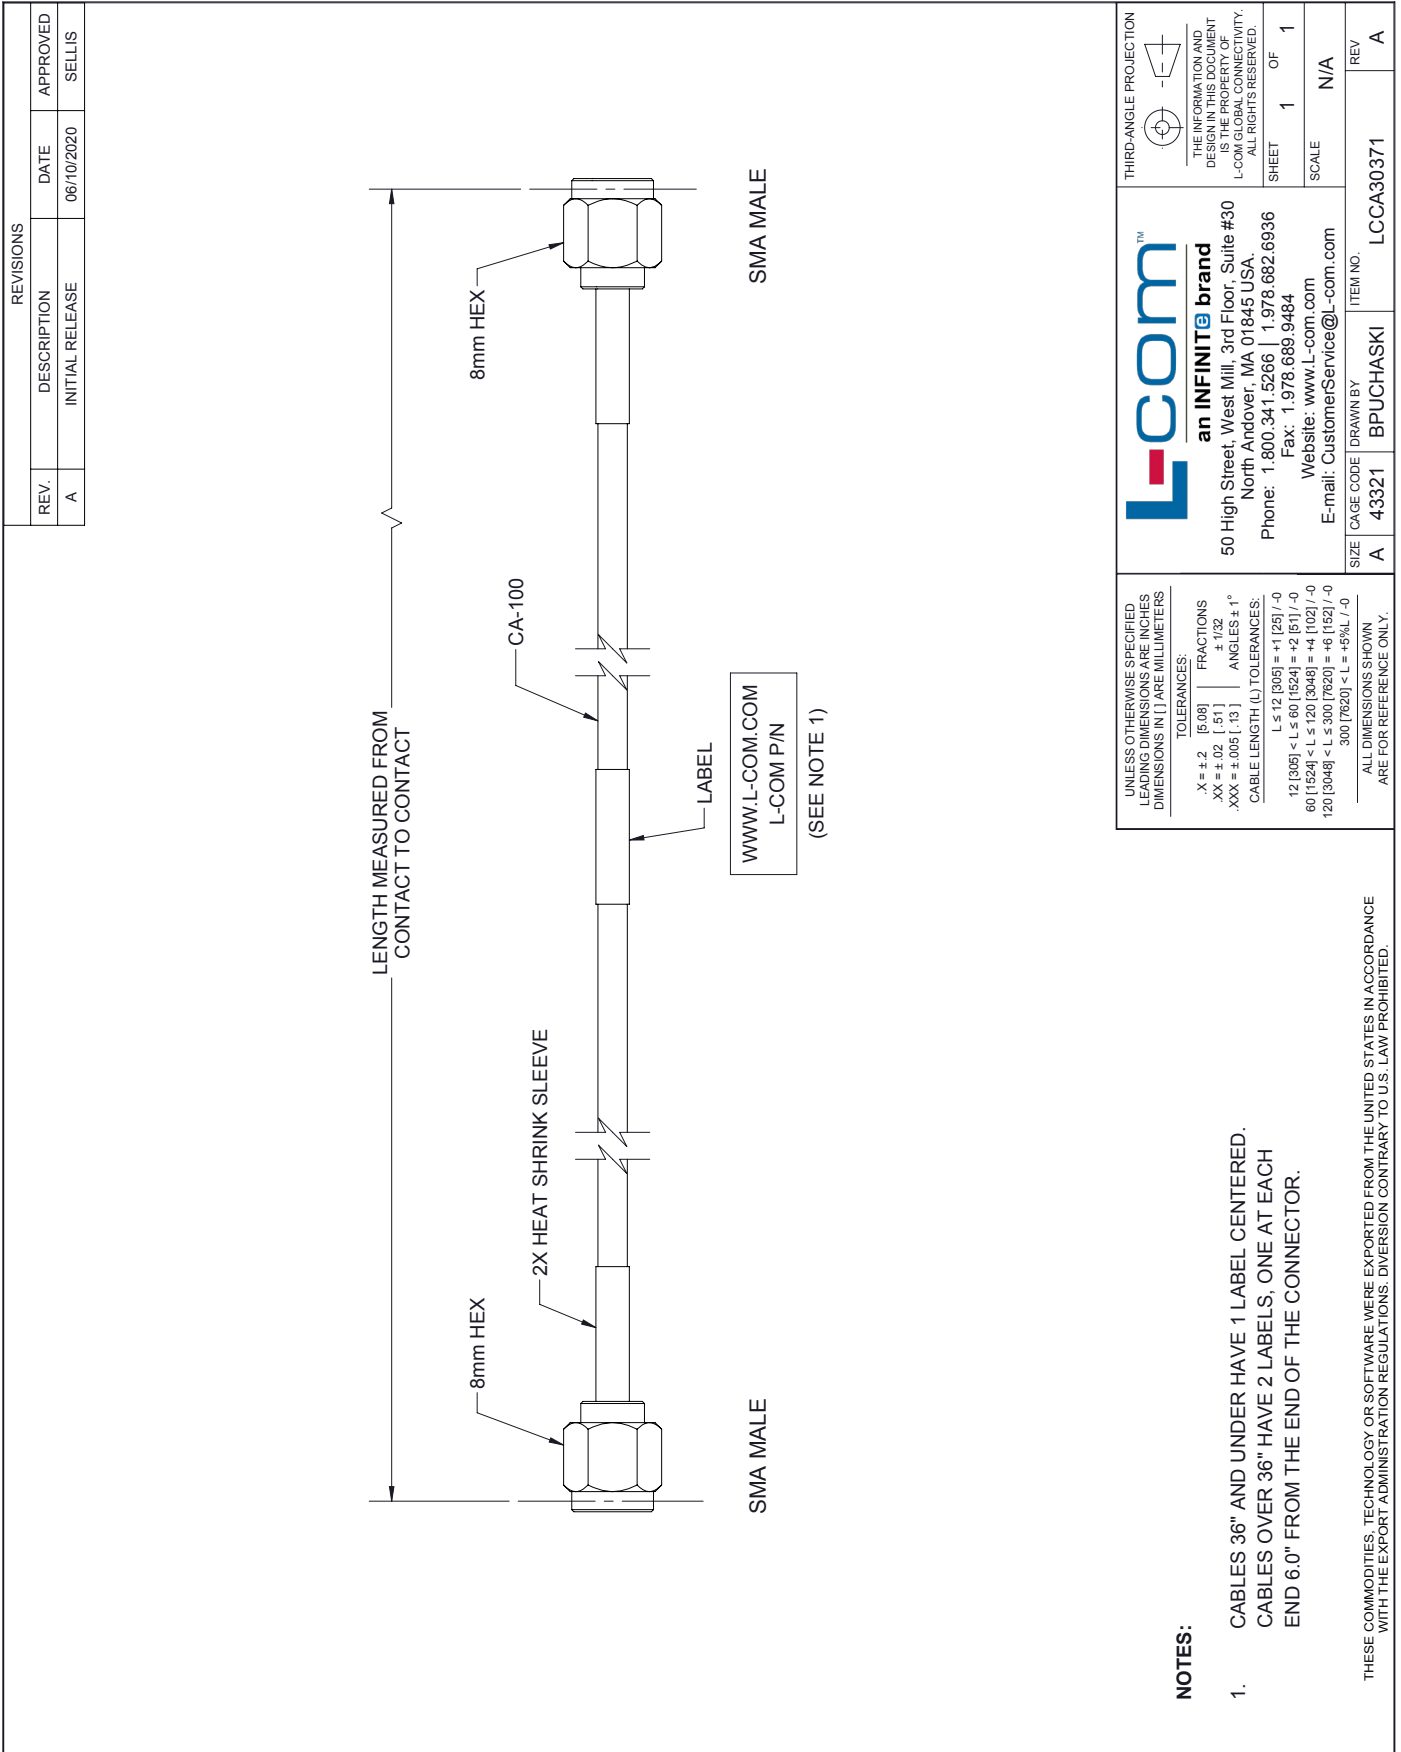 REVISIONS
REV. DESCRIPTION DATE APPROVED
A INITIAL RELEASE 06/10/2020 SELLIS
LENGTH MEASURED FROM
CONTACT TO CONTACT
8mm HEX
8mm HEX
CA-100
2X HEAT SHRINK SLEEVE
LABEL
WWW.L-COM.COM
L-COM P/N
(SEE NOTE 1)
SMA MALE
SMA MALE
NOTES:
1. CABLES 36" AND UNDER HAVE 1 LABEL CENTERED.
CABLES OVER 36" HAVE 2 LABELS, ONE AT EACH
END 6.0" FROM THE END OF THE CONNECTOR.
THESE COMMODITIES, TECHNOLOGY OR SOFTWARE WERE EXPORTED FROM THE UNITED STATES IN ACCORDANCE
WITH THE EXPORT ADMINISTRATION REGULATIONS. DIVERSION CONTRARY TO U.S. LAW PROHIBITED.
UNLESS OTHERWISE SPECIFIED
LEADING DIMENSIONS ARE INCHES
DIMENSIONS IN [ ] ARE MILLIMETERS
TOLERANCES:
.X = ±.2 [5.08] FRACTIONS
.XX = ±.02 [.51] ± 1/32
.XXX = ±.005 [.13 ] ANGLES ± 1°
CABLE LENGTH (L) TOLERANCES:
L ≤ 12 [305] = +1 [25] / -0
12 [305] < L ≤ 60 [1524] = +2 [51] / -0
60 [1524] < L ≤ 120 [3048] = +4 [102] / -0
120 [3048] < L ≤ 300 [7620] = +6 [152] / -0
300 [7620] < L = +5%L / -0
ALL DIMENSIONS SHOWN
ARE FOR REFERENCE ONLY.
L-com™
an INFINITe brand
50 High Street, West Mill, 3rd Floor, Suite #30
North Andover, MA 01845 USA.
Phone: 1.800.341.5266 | 1.978.682.6936
Fax: 1.978.689.9484
Website: www.L-com.com
E-mail: CustomerService@L-com.com
THIRD-ANGLE PROJECTION
THE INFORMATION AND
DESIGN IN THIS DOCUMENT
IS THE PROPERTY OF
L-COM GLOBAL CONNECTIVITY.
ALL RIGHTS RESERVED.
SHEET 1 OF 1
SCALE N/A
SIZE CAGE CODE DRAWN BY ITEM NO. REV
A 43321 BPUCHASKI LCCA30371 A